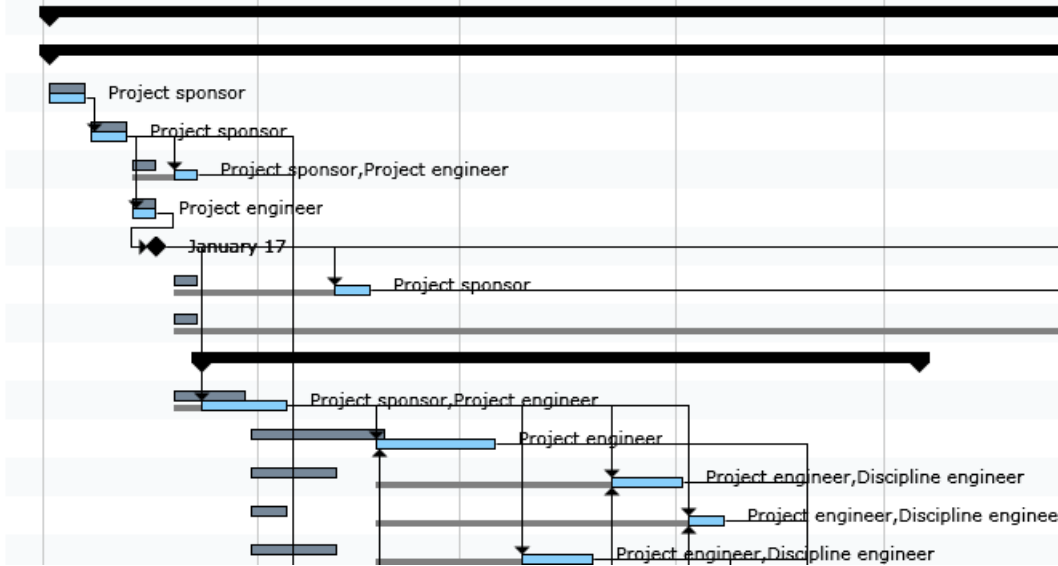 Project sponsor
Project sponsor
Project sponsor,Project engineer
Project engineer
January 17
Project sponsor
Project sponsor,Project engineer
Project engineer
Project engineer,Discipline engineer
Project engineer,Discipline enginee
Project engineer,Discipline engineer